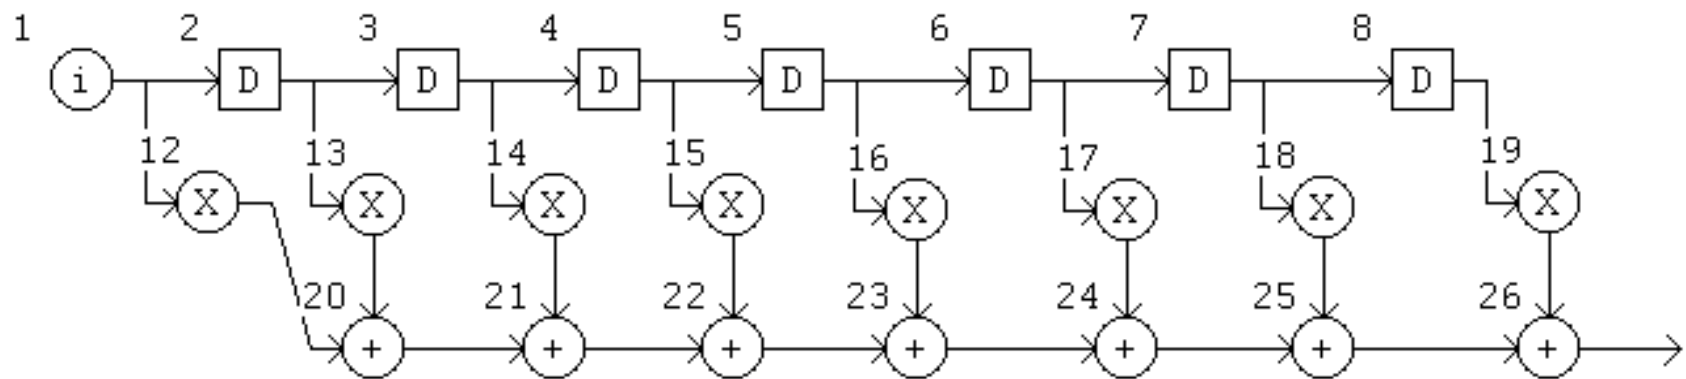 1 2 3 4 5 6 7 8
i D D D D D D D
12 13 14 15 16 17 18 19
X X X X X X X X
20 21 22 23 24 25 26
+ + + + + + +